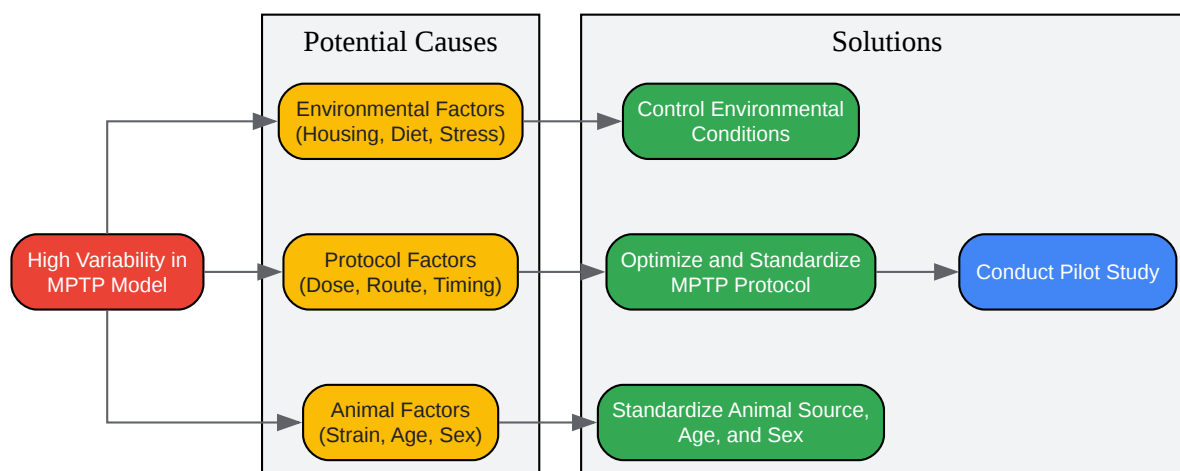 Potential Causes
Solutions
Environmental Factors
(Housing, Diet, Stress)
Control Environmental
Conditions
High Variability in
MPTP Model
Protocol Factors
(Dose, Route, Timing)
Optimize and Standardize
MPTP Protocol
Conduct Pilot Study
Animal Factors
(Strain, Age, Sex)
Standardize Animal Source,
Age, and Sex